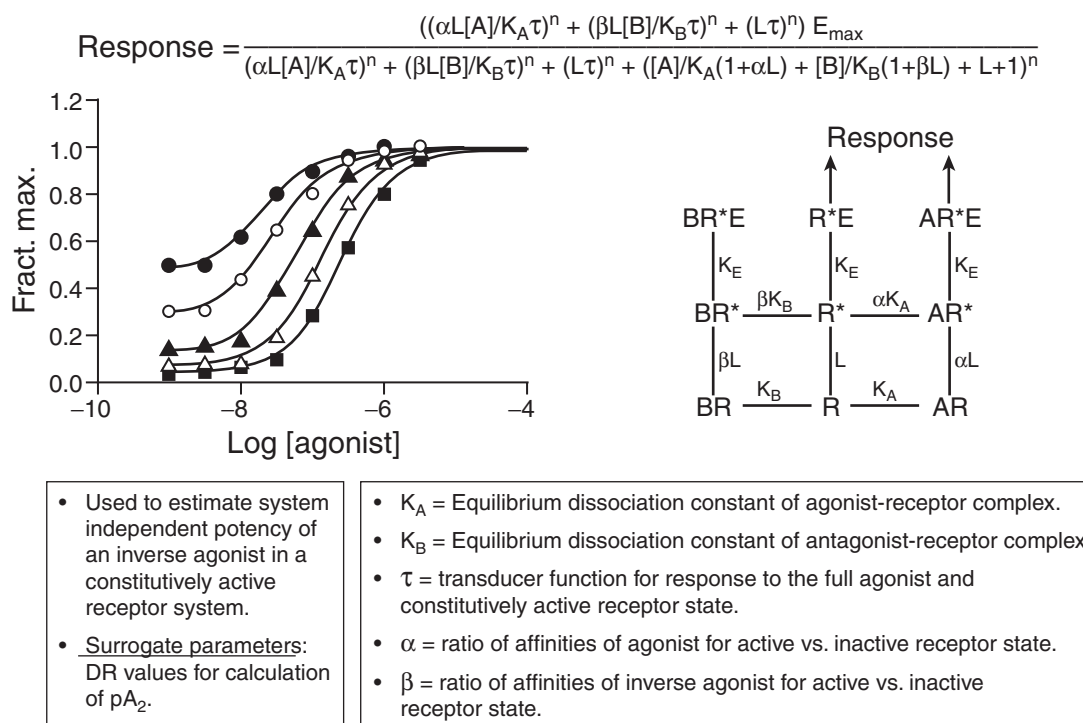 Response = ((αL[A]/K_Aτ)ⁿ + (βL[B]/K_Bτ)ⁿ + (Lτ)ⁿ) E_max
(αL[A]/K_Aτ)ⁿ + (βL[B]/K_Bτ)ⁿ + (Lτ)ⁿ + ([A]/K_A(1+αL) + [B]/K_B(1+βL) + L+1)ⁿ
Fract. max.
1.2
1.0
0.8
0.6
0.4
0.2
0.0
−10
−8
−6
−4
Log [agonist]
Response
BR*E
R*E
AR*E
K_E
K_E
K_E
BR*
βK_B
R*
αK_A
AR*
βL
L
αL
BR
K_B
R
K_A
AR
• Used to estimate system
independent potency of
an inverse agonist in a
constitutively active
receptor system.
• Surrogate parameters:
DR values for calculation
of pA₂.
• K_A = Equilibrium dissociation constant of agonist-receptor complex.
• K_B = Equilibrium dissociation constant of antagonist-receptor complex
• τ = transducer function for response to the full agonist and
constitutively active receptor state.
• α = ratio of affinities of agonist for active vs. inactive receptor state.
• β = ratio of affinities of inverse agonist for active vs. inactive
receptor state.